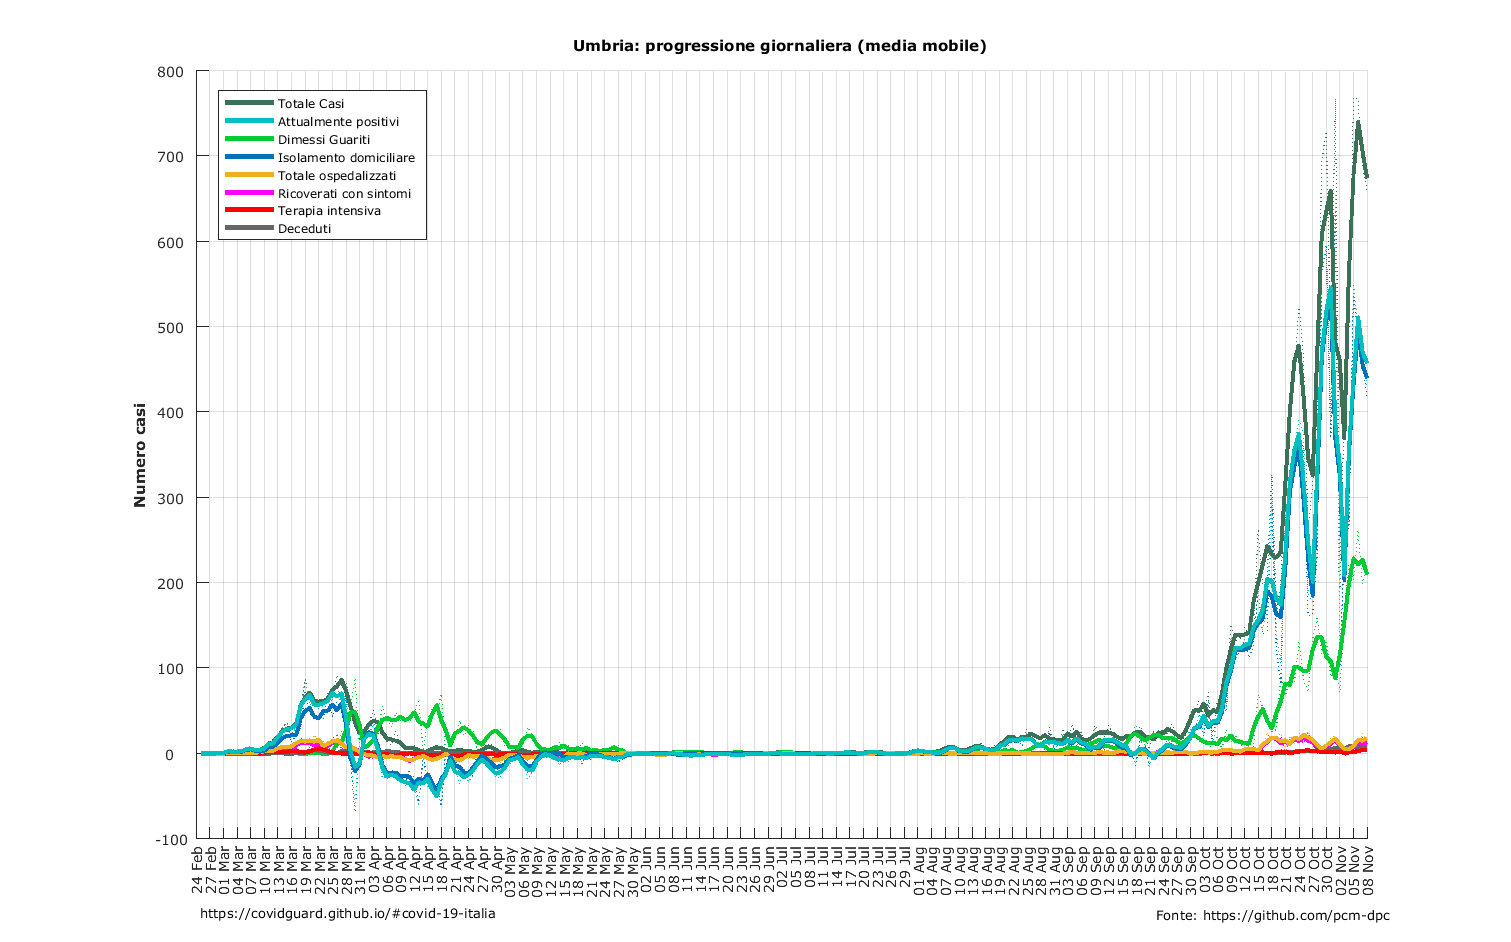 Umbria: progressione giornaliera (media mobile)
800
700
600
500
400
300
200
100
0
-100
Numero casi
Totale Casi
Attualmente positivi
Dimessi Guariti
Isolamento domiciliare
Totale ospedalizzati
Ricoverati con sintomi
Terapia intensiva
Deceduti
24 Feb
27 Feb
01 Mar
04 Mar
07 Mar
10 Mar
13 Mar
16 Mar
19 Mar
22 Mar
25 Mar
28 Mar
31 Mar
03 Apr
06 Apr
09 Apr
12 Apr
15 Apr
18 Apr
21 Apr
24 Apr
27 Apr
30 Apr
03 May
06 May
09 May
12 May
15 May
18 May
21 May
24 May
27 May
30 May
02 Jun
05 Jun
08 Jun
11 Jun
14 Jun
17 Jun
20 Jun
23 Jun
26 Jun
29 Jun
02 Jul
05 Jul
08 Jul
11 Jul
14 Jul
17 Jul
20 Jul
23 Jul
26 Jul
29 Jul
01 Aug
04 Aug
07 Aug
10 Aug
13 Aug
16 Aug
19 Aug
22 Aug
25 Aug
28 Aug
31 Aug
03 Sep
06 Sep
09 Sep
12 Sep
15 Sep
18 Sep
21 Sep
24 Sep
27 Sep
30 Sep
03 Oct
06 Oct
09 Oct
12 Oct
15 Oct
18 Oct
21 Oct
24 Oct
27 Oct
30 Oct
02 Nov
05 Nov
08 Nov
https://covidguard.github.io/#covid-19-italia
Fonte: https://github.com/pcm-dpc